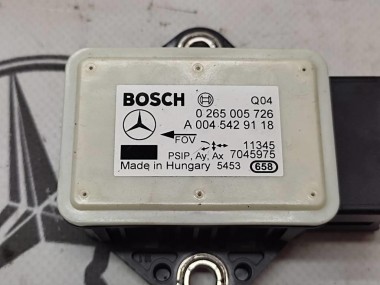 BOSCH Q04
0 265 005 726
A 004 542 91 18
FOV 11345
PSIP, Ay, Ax 7045975
Made in Hungary 5453 658